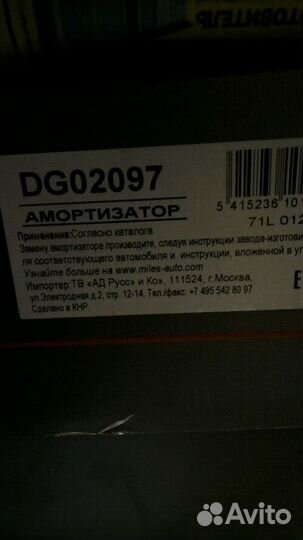 ТОВИТЕЛЬ
DG02097
АМОРТИЗАТОР
5 415236 10
71L 012
Применение:Согласно каталога
Замену амортизатора производите, следуя инструкции завода-изготови
ля соответствующего автомобиля и инструкции, вложенной в у
Узнайте больше на www.miles-auto.com
Импортер ТВ «АД Русс» и Ко», 111524, г.Москва,
ул.Электродная д.2, стр. 12-14. Тел./факс: +7 495 542 80 97
Сделано в КНР.
Avito